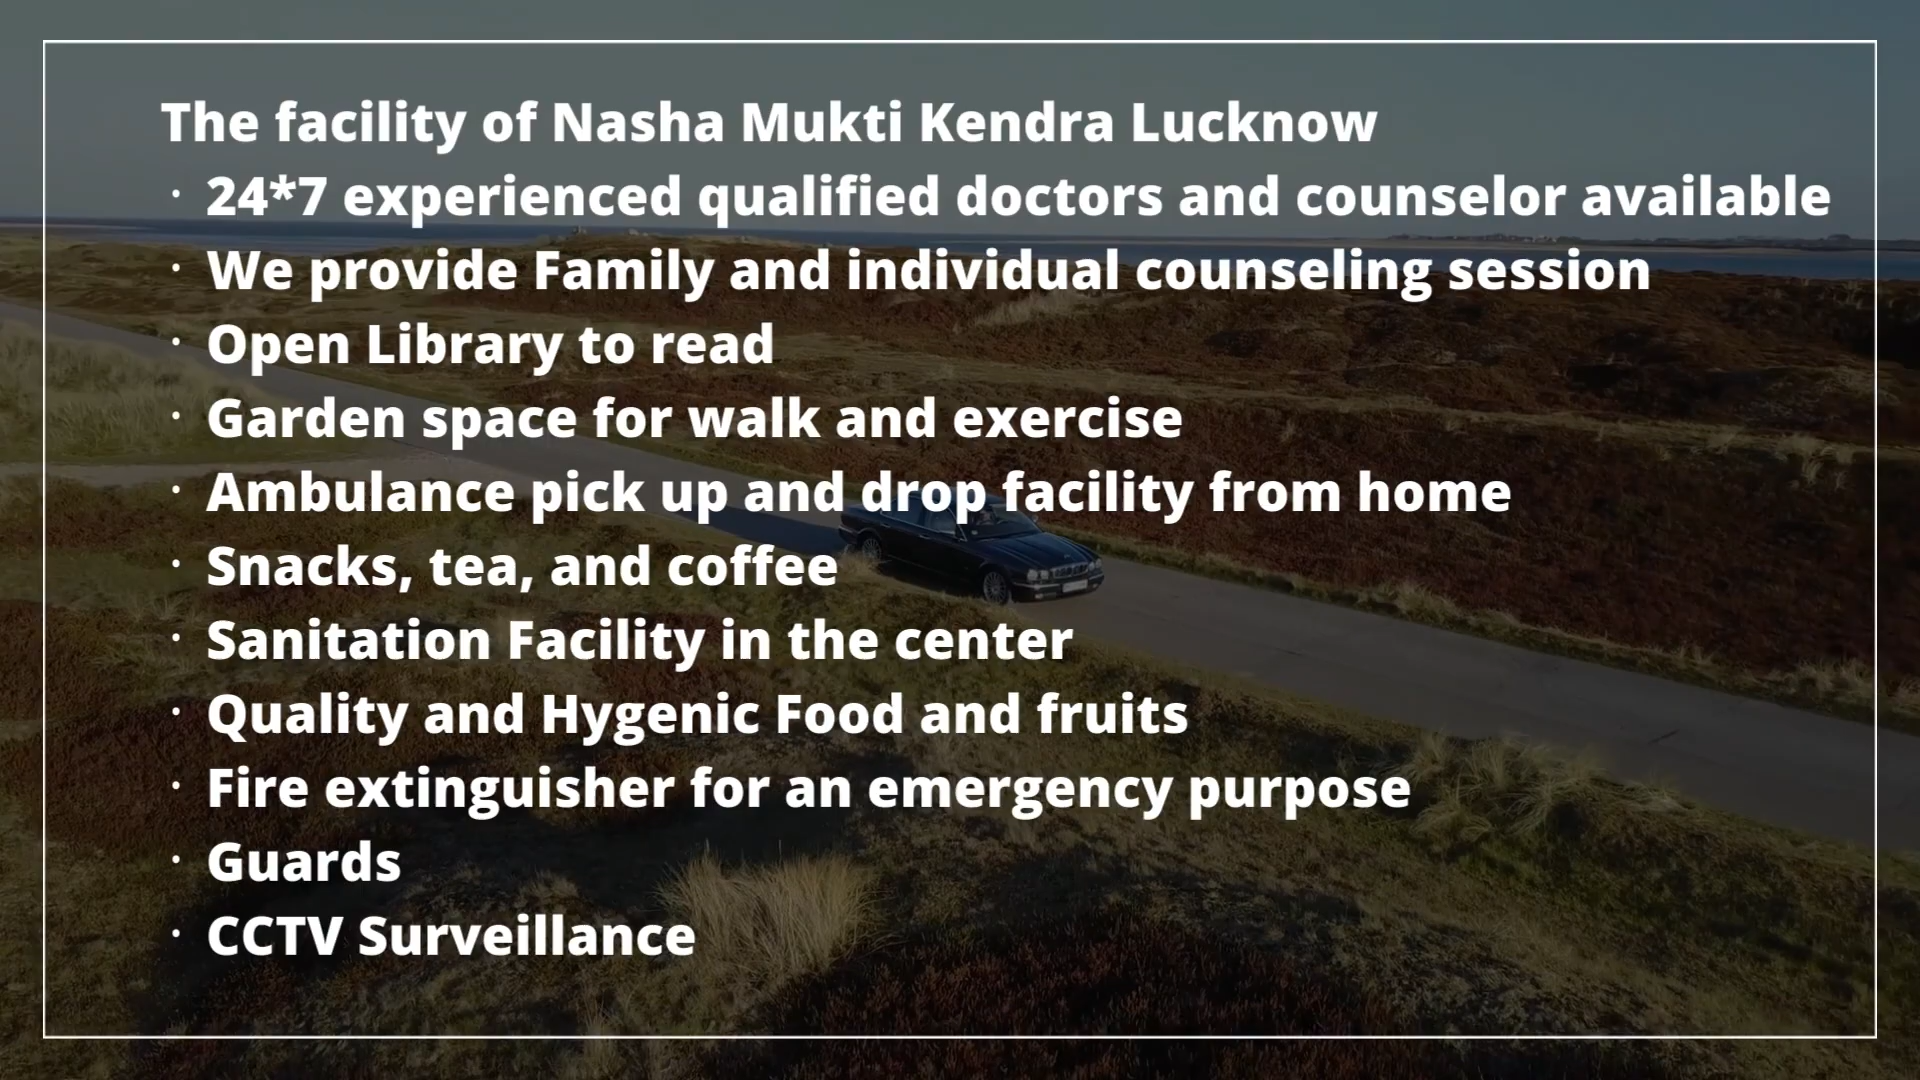 The facility of Nasha Mukti Kendra Lucknow
· 24*7 experienced qualified doctors and counselor available
· We provide Family and individual counseling session
· Open Library to read
· Garden space for walk and exercise
· Ambulance pick up and drop facility from home
· Snacks, tea, and coffee
· Sanitation Facility in the center
· Quality and Hygenic Food and fruits
· Fire extinguisher for an emergency purpose
· Guards
· CCTV Surveillance